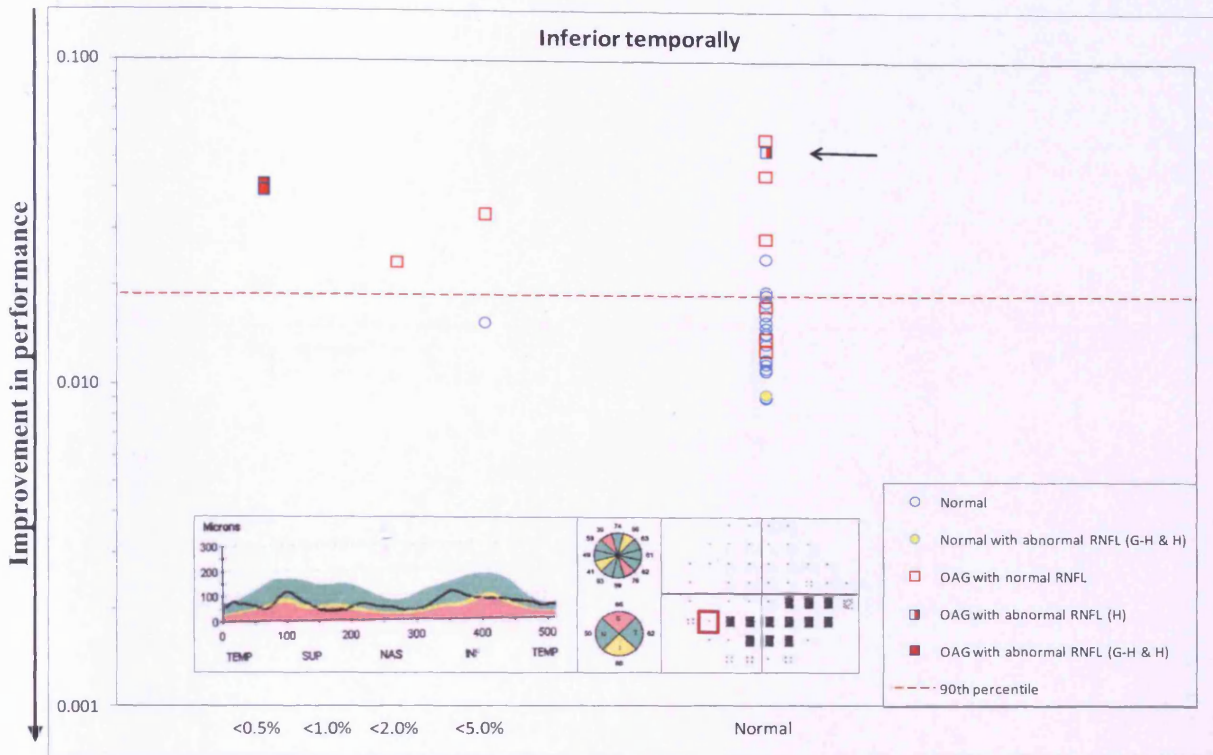 Inferior temporally
Improvement in performance
0.100
0.010
0.001
Microns
300
200
100
0
0 100 200 300 400 500
TEMP SUP NAS TEMP
<0.5% <1.0% <2.0% <5.0% Normal
Normal
Normal with abnormal RNFL (G-H & H)
OAG with normal RNFL
OAG with abnormal RNFL (H)
OAG with abnormal RNFL (G-H & H)
90th percentile